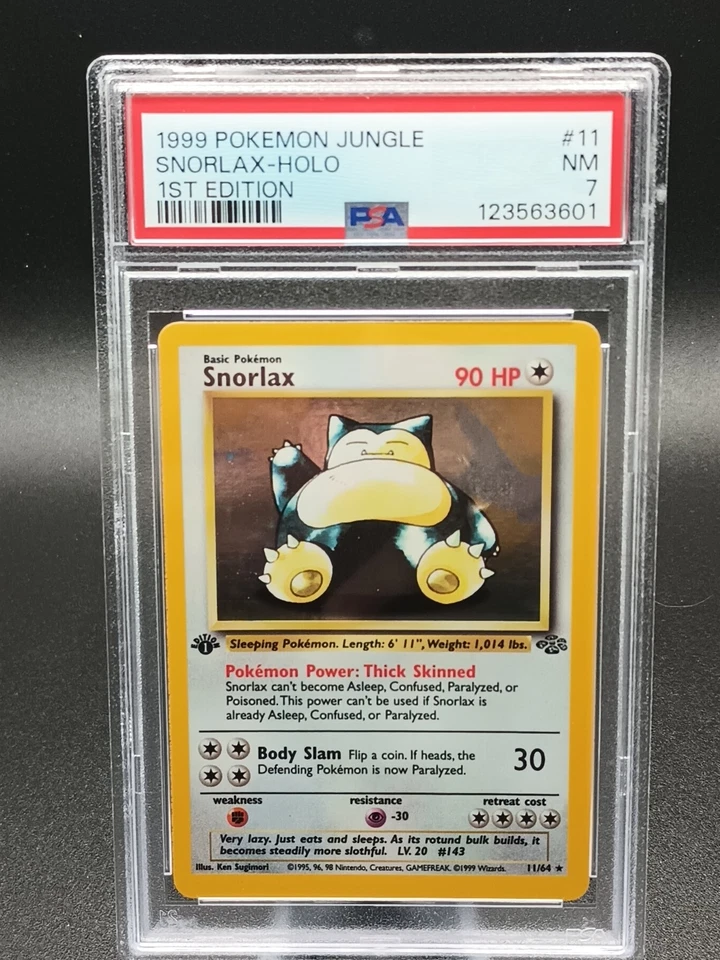 1999 POKEMON JUNGLE #11
SNORLAX-HOLO NM
1ST EDITION 7
PSA 123563601
Basic Pokémon
Snorlax 90 HP
EDITION 1
Sleeping Pokémon. Length: 6' 11", Weight: 1,014 lbs.
Pokémon Power: Thick Skinned
Snorlax can't become Asleep, Confused, Paralyzed, or
Poisoned. This power can't be used if Snorlax is
already Asleep, Confused, or Paralyzed.
Body Slam Flip a coin. If heads, the 30
Defending Pokémon is now Paralyzed.
weakness resistance retreat cost
-30
Very lazy. Just eats and sleeps. As its rotund bulk builds, it
becomes steadily more slothful. LV. 20 #143
Illus. Ken Sugimori ©1995, 96, 98 Nintendo, Creatures, GAMEFREAK. ©1999 Wizards. 11/64 ★